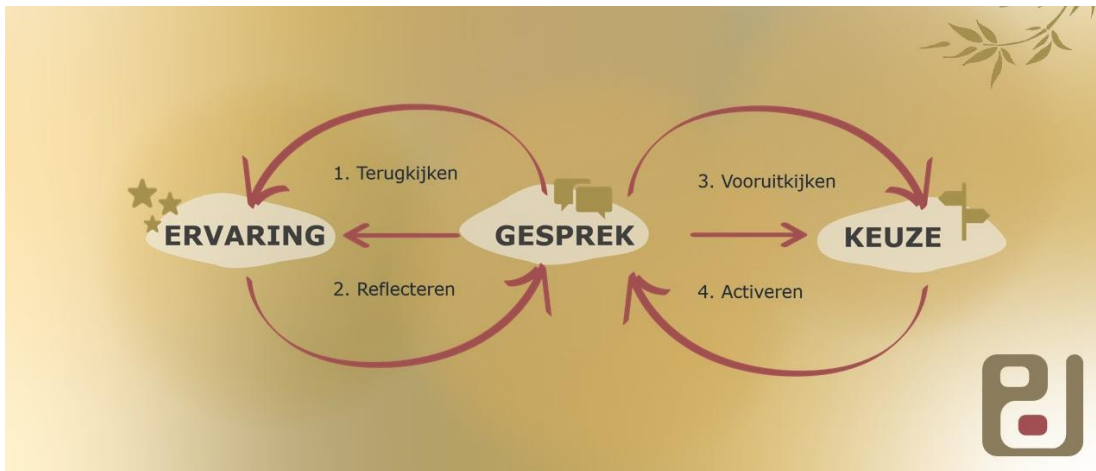 1. Terugkijken
3. Vooruitkijken
ERVARING
GESPREK
KEUZE
2. Reflecteren
4. Activeren